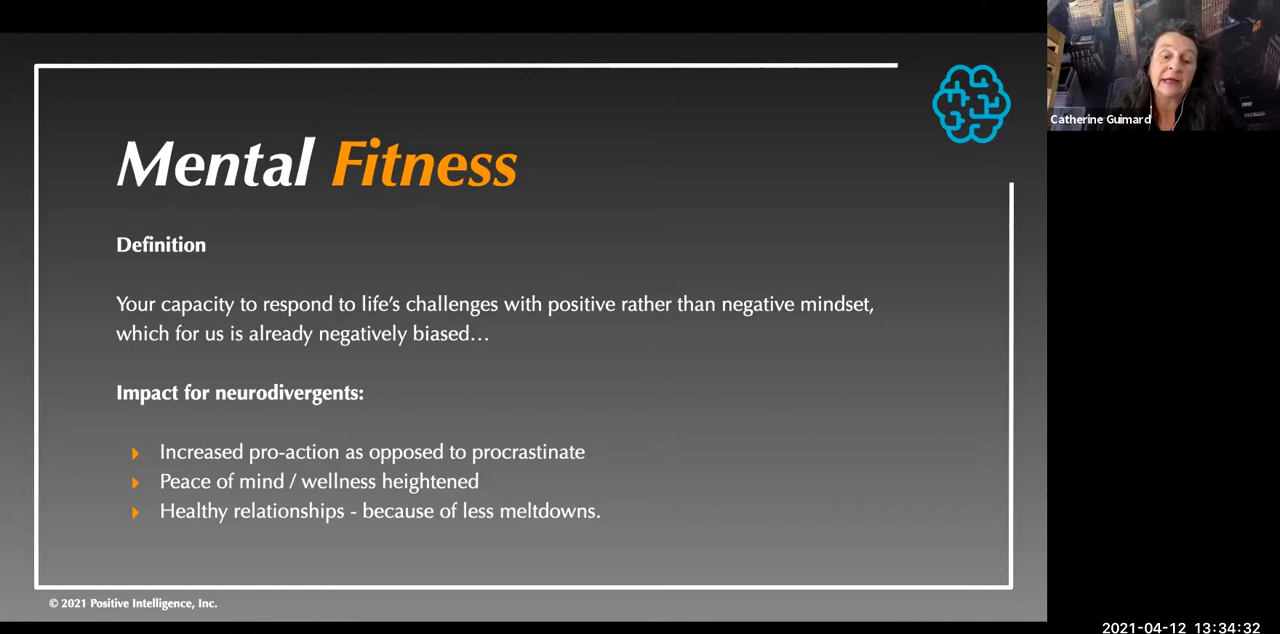 Mental Fitness
Definition
Your capacity to respond to life’s challenges with positive rather than negative mindset,
which for us is already negatively biased…
Impact for neurodivergents:
Increased pro-action as opposed to procrastinate
Peace of mind / wellness heightened
Healthy relationships - because of less meltdowns.
© 2021 Positive Intelligence, Inc.
Catherine Guimard
2021-04-12 13:34:32